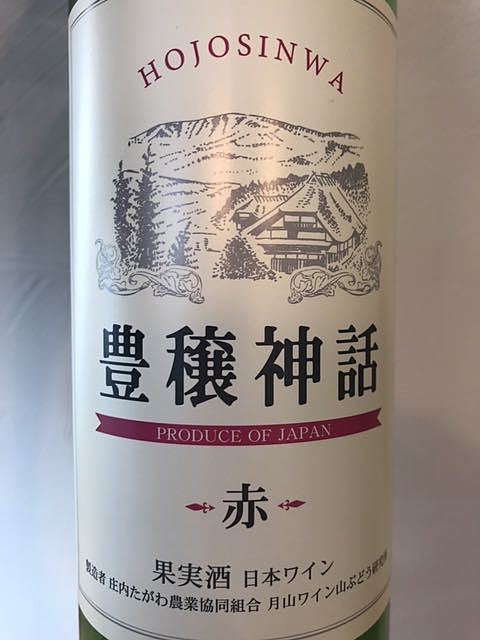 HOJOSINWA
豊穣神話
PRODUCE OF JAPAN
赤
果実酒 日本ワイン
製造者 庄内たがわ農業協同組合 月山ワイン山ぶどう研究所